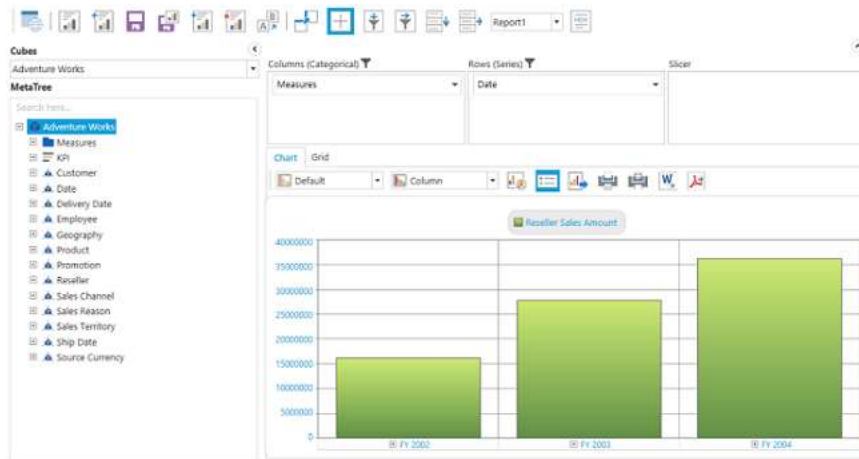 Report1
Cubes
Adventure Works
MetaTree
Search here...
Adventure Works
Measures
KPI
Customer
Date
Delivery Date
Employee
Geography
Product
Promotion
Reseller
Sales Channel
Sales Reason
Sales Territory
Ship Date
Source Currency
Columns (Categorical)
Rows (Series)
Slicer
Measures
Date
Chart
Grid
Default
Column
Reseller Sales Amount
40000000
35000000
30000000
25000000
20000000
15000000
10000000
5000000
0
FY 2002
FY 2003
FY 2004